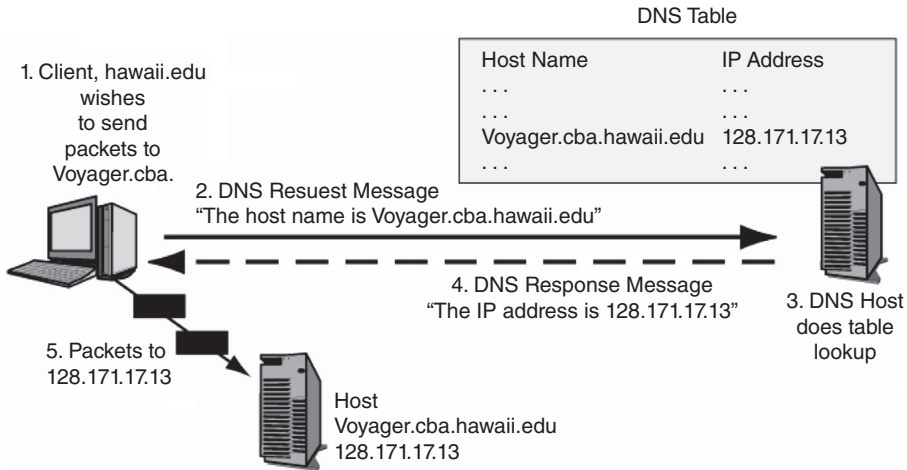 DNS Table
Host Name IP Address
. . . . . .
. . . . . .
Voyager.cba.hawaii.edu 128.171.17.13
. . . . . .
1. Client, hawaii.edu
wishes
to send
packets to
Voyager.cba.
2. DNS Resuest Message
“The host name is Voyager.cba.hawaii.edu”
4. DNS Response Message
“The IP address is 128.171.17.13”
3. DNS Host
does table
lookup
5. Packets to
128.171.17.13
Host
Voyager.cba.hawaii.edu
128.171.17.13